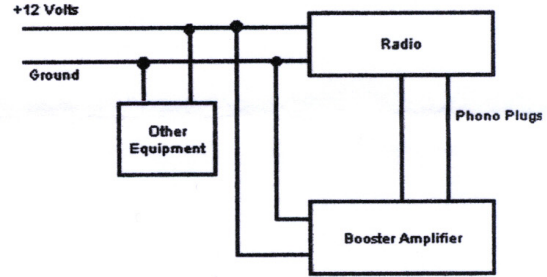 +12 Volts
Radio
Ground
Phono Plugs
Other
Equipment
Booster Amplifier